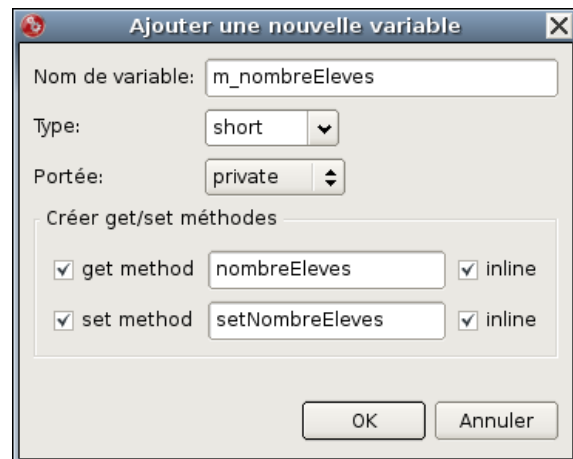 Ajouter une nouvelle variable
Nom de variable: m_nombreEleves
Type: short
Portée: private
Créer get/set méthodes
get method nombreEleves inline
set method setNombreEleves inline
OK Annuler